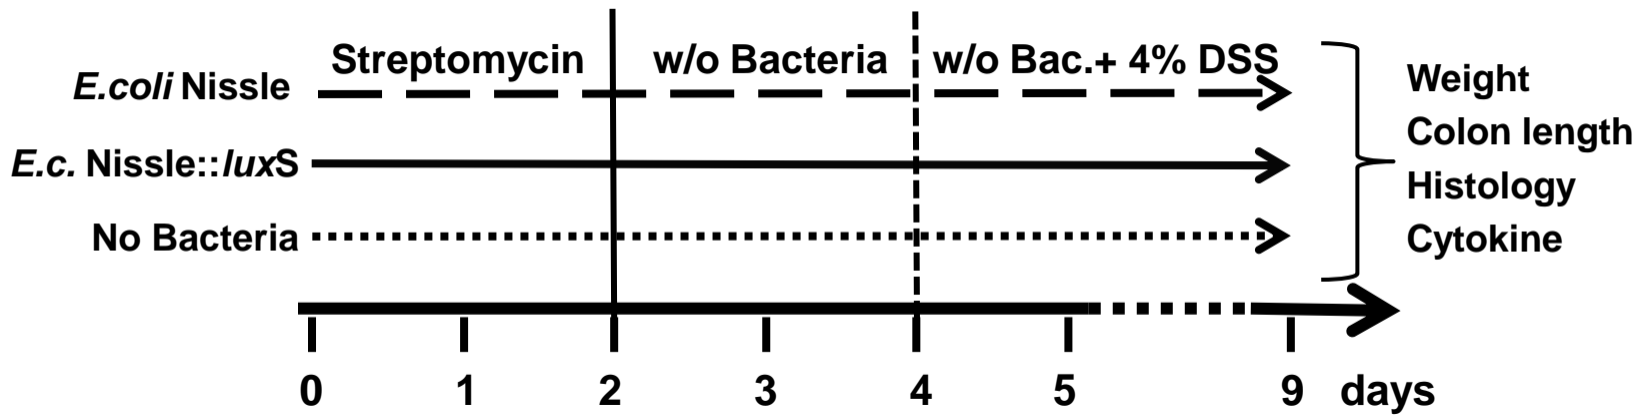 Streptomycin w/o Bacteria w/o Bac.+ 4% DSS
E.coli Nissle
E.c. Nissle::luxS
No Bacteria
Weight
Colon length
Histology
Cytokine
0 1 2 3 4 5 9 days